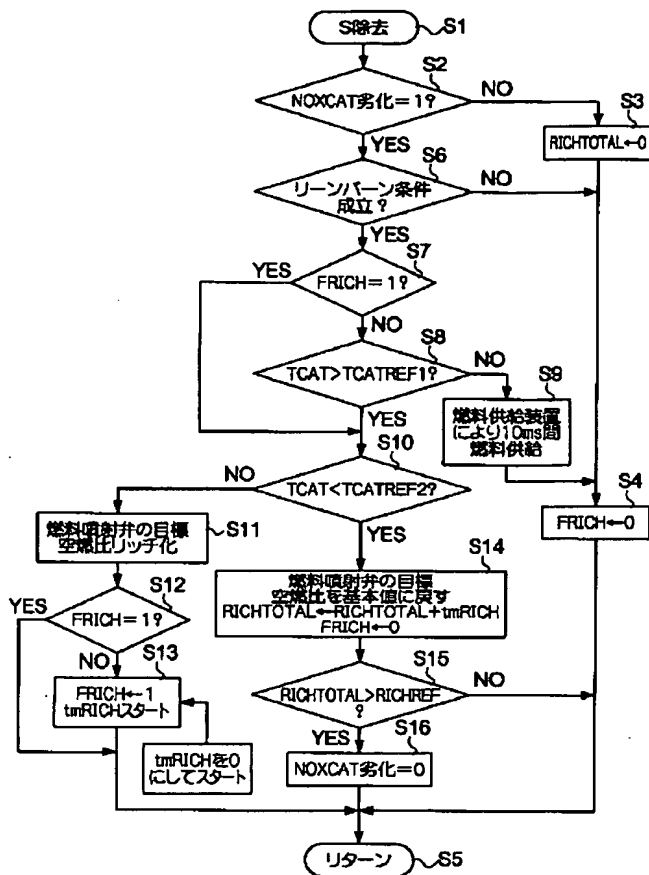 S除去
S1
S2
NOXCAT劣化=1?
NO
S3
RICHTOTAL←0
YES
S6
リーンバーン条件
成立?
NO
YES
S7
YES
FRICH=1?
NO
S8
TCAT>TCATREF1?
NO
S9
燃料供給装置
により10ms間
燃料供給
YES
S10
NO
TCAT<TCATREF2?
S4
FRICH←0
燃料噴射弁の目標
空燃比リッチ化
S11
YES
S14
燃料噴射弁の目標
空燃比を基本値に戻す
RICHTOTAL←RICHTOTAL+tmRICH
FRICH←0
S12
YES
FRICH=1?
NO
S13
FRICH←1
tmRICHスタート
S15
RICHTOTAL>RICHREF
?
NO
YES
S16
tmRICHを0
にしてスタート
NOXCAT劣化=0
リターン
S5